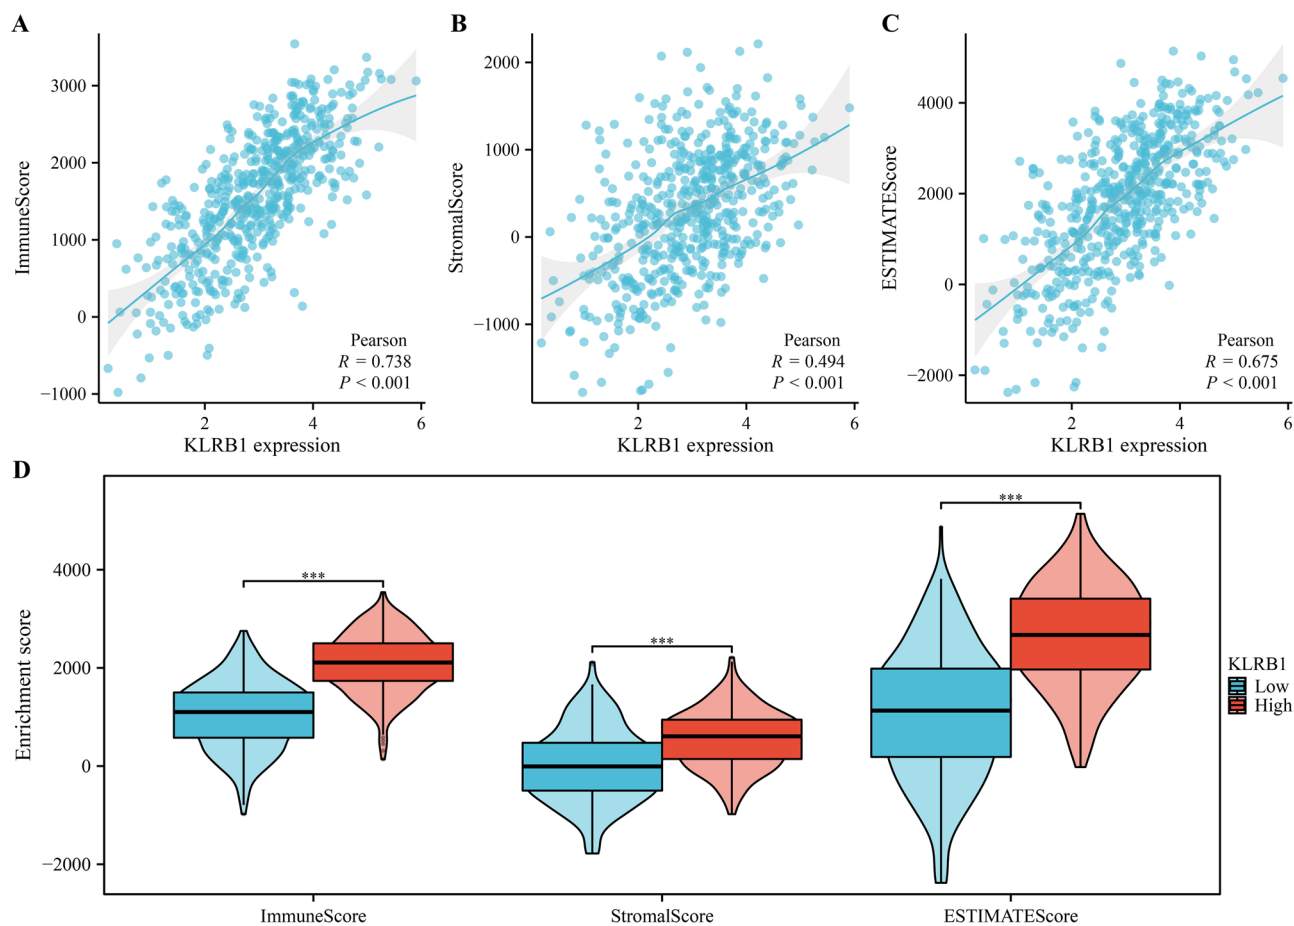 A
ImmuneScore
3000
2000
1000
0
−1000
2
4
6
KLRB1 expression
Pearson
R = 0.738
P < 0.001
B
StromalScore
2000
1000
0
−1000
2
4
6
KLRB1 expression
Pearson
R = 0.494
P < 0.001
C
ESTIMATEScore
4000
2000
0
−2000
2
4
6
KLRB1 expression
Pearson
R = 0.675
P < 0.001
D
Enrichment score
4000
2000
0
−2000
***
***
***
ImmuneScore
StromalScore
ESTIMATEScore
KLRB1
Low
High